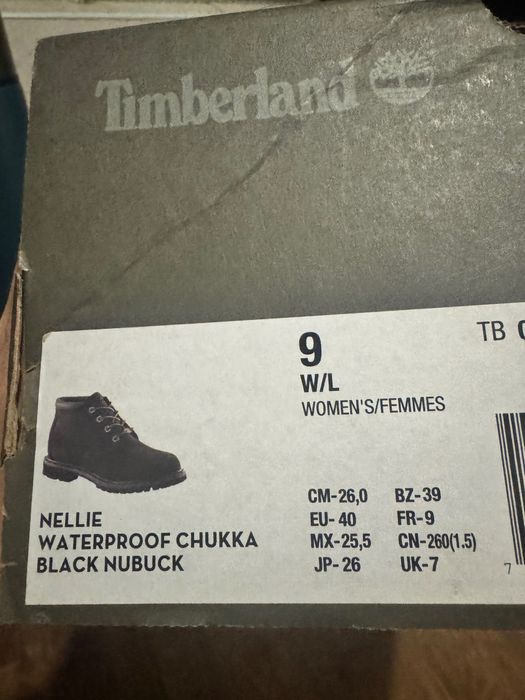 Timberland
9
W/L
WOMEN'S/FEMMES
TB
NELLIE
WATERPROOF CHUKKA
BLACK NUBUCK
CM-26,0 BZ-39
EU- 40 FR-9
MX-25,5 CN-260(1.5)
JP- 26 UK-7
7